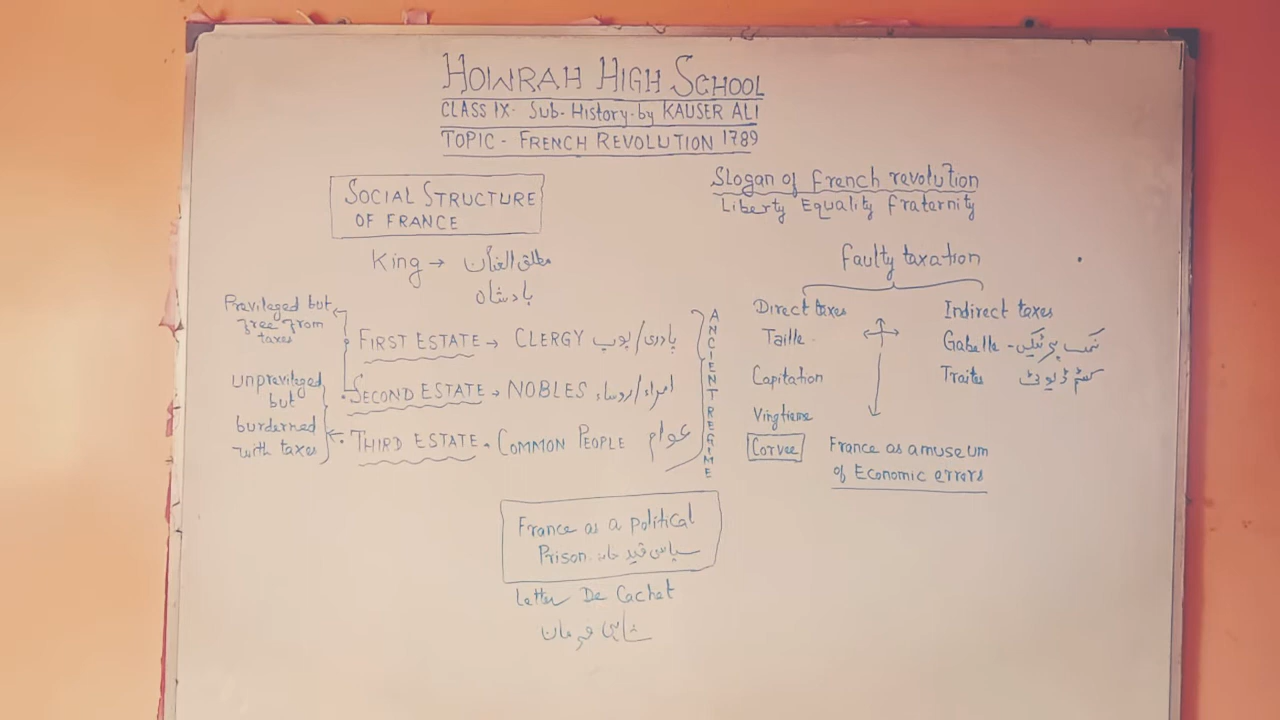 HOWRAH HIGH SCHOOL
CLASS IX- Sub- History- by KAUSER ALI
TOPIC- FRENCH REVOLUTION 1789
SOCIAL STRUCTURE
OF FRANCE
King → مطلق العنان
بادشاہ
Previleged but
free from
taxes
FIRST ESTATE → CLERGY پادری/پوپ
SECOND ESTATE → NOBLES امراء/روساء
unprevileged
but
burderned
with taxes
THIRD ESTATE - COMMON PEOPLE عوام
ANCIENT REGIME
Slogan of french revolution
Liberty Equality fraternity
faulty taxation
Direct taxes
Taille
Capitation
Vingtieme
Corvee
Indirect taxes
Gabelle - نمک پر ٹیکس
Traites کسٹم ڈیوٹی
France as a museum
of Economic errors
France as a political
Prison. سیاسی قید خانہ
Letter De Cachet
شاہی فرمان